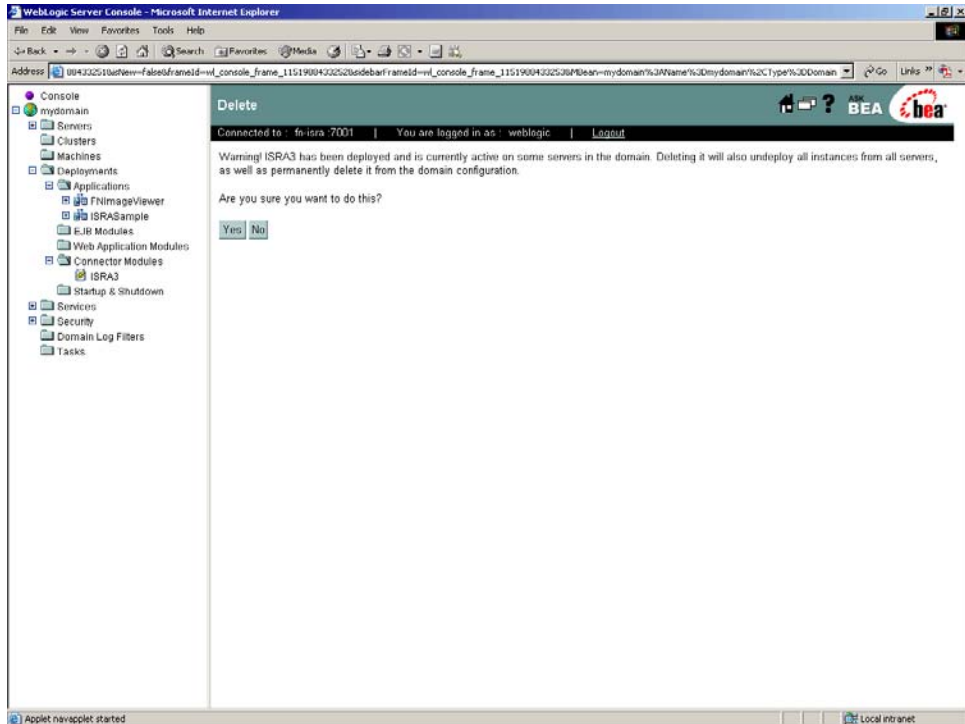 WebLogic Server Console - Microsoft Internet Explorer
File Edit View Favorites Tools Help
Back Search Favorites Media
Address wl_console_frame_1151980433252 Go Links »
Console
mydomain
Servers
Clusters
Machines
Deployments
Applications
FNImageViewer
ISRASample
EJB Modules
Web Application Modules
Connector Modules
ISRA3
Startup & Shutdown
Services
Security
Domain Log Filters
Tasks
Delete
? ASK BEA bea
Connected to : fn-isra :7001 | You are logged in as : weblogic | Logout
Warning! ISRA3 has been deployed and is currently active on some servers in the domain. Deleting it will also undeploy all instances from all servers,
as well as permanently delete it from the domain configuration.
Are you sure you want to do this?
Yes No
Applet navapplet started
Local intranet